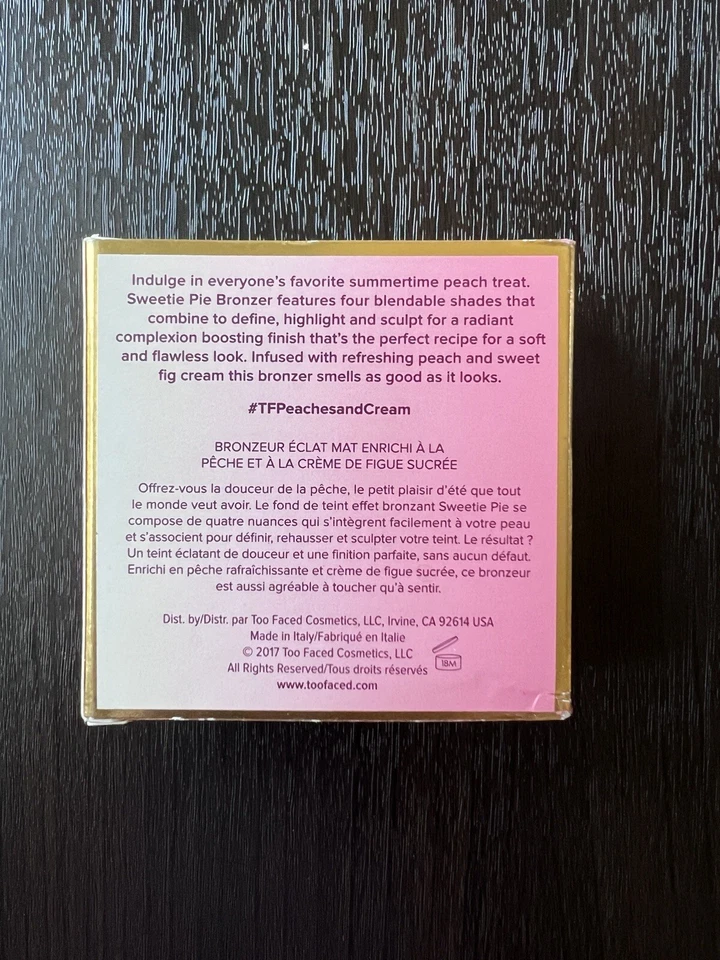 Indulge in everyone's favorite summertime peach treat.
Sweetie Pie Bronzer features four blendable shades that
combine to define, highlight and sculpt for a radiant
complexion boosting finish that's the perfect recipe for a soft
and flawless look. Infused with refreshing peach and sweet
fig cream this bronzer smells as good as it looks.
#TFPeachesandCream
BRONZEUR ÉCLAT MAT ENRICHI À LA
PÊCHE ET À LA CRÈME DE FIGUE SUCRÉE
Offrez-vous la douceur de la pêche, le petit plaisir d'été que tout
le monde veut avoir. Le fond de teint effet bronzant Sweetie Pie se
compose de quatre nuances qui s'intègrent facilement à votre peau
et s'associent pour définir, rehausser et sculpter votre teint. Le résultat ?
Un teint éclatant de douceur et une finition parfaite, sans aucun défaut.
Enrichi en pêche rafraîchissante et crème de figue sucrée, ce bronzeur
est aussi agréable à toucher qu'à sentir.
Dist. by/Distr. par Too Faced Cosmetics, LLC, Irvine, CA 92614 USA
Made in Italy/Fabriqué en Italie
© 2017 Too Faced Cosmetics, LLC
All Rights Reserved/Tous droits réservés
18M
www.toofaced.com